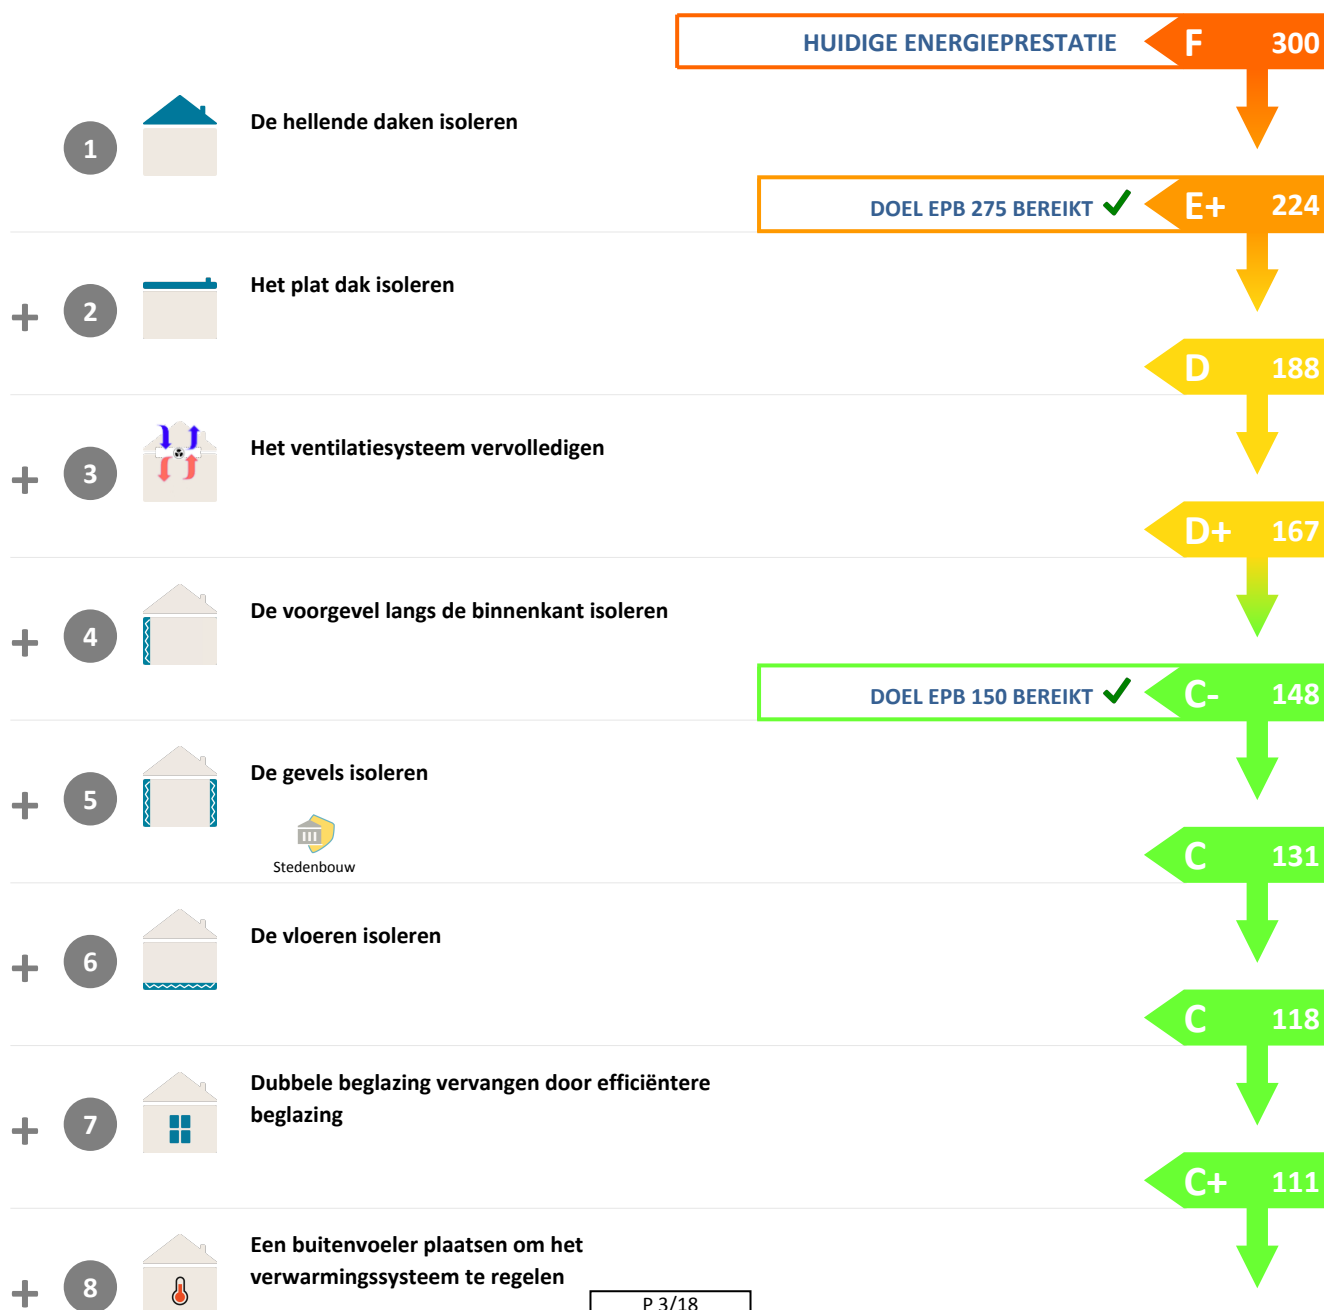 HUIDIGE ENERGIEPRESTATIE F 300
1 De hellende daken isoleren
DOEL EPB 275 BEREIKT E+ 224
+ 2 Het plat dak isoleren
D 188
+ 3 Het ventilatiesysteem vervolledigen
D+ 167
+ 4 De voorgevel langs de binnenkant isoleren
DOEL EPB 150 BEREIKT C- 148
+ 5 De gevels isoleren
Stedenbouw
C 131
+ 6 De vloeren isoleren
C 118
+ 7 Dubbele beglazing vervangen door efficiëntere
beglazing
C+ 111
+ 8 Een buitenvoeler plaatsen om het
verwarmingssysteem te regelen
P 3/18